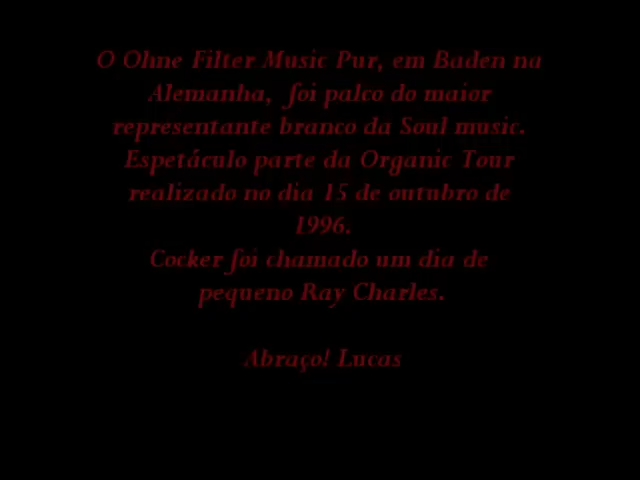 O Ohne Filter Music Pur, em Baden na
Alemanha, foi palco do maior
representante branco da Soul music.
Espetáculo parte da Organic Tour
realizado no dia 15 de outubro de
1996.
Cocker foi chamado um dia de
pequeno Ray Charles.
Abraço! Lucas